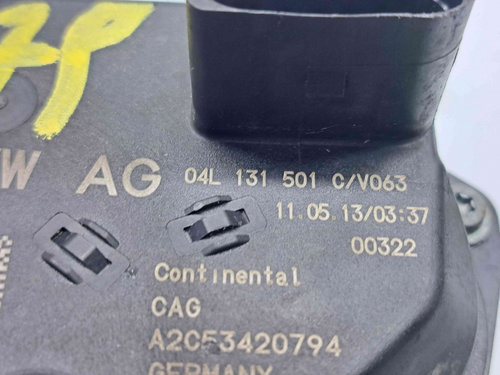 W AG 04L 131 501 C/V063
11.05.13/03:37
00322
Continental
CAG
A2C53420794
GERMANY